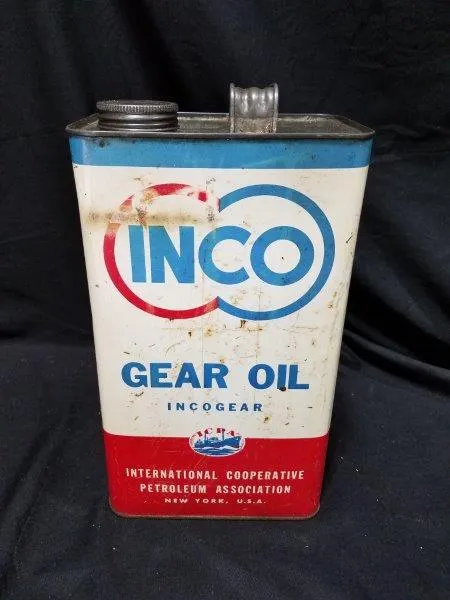 INCO
GEAR OIL
INCOGEAR
ICPA
INTERNATIONAL COOPERATIVE
PETROLEUM ASSOCIATION
NEW YORK, U.S.A.